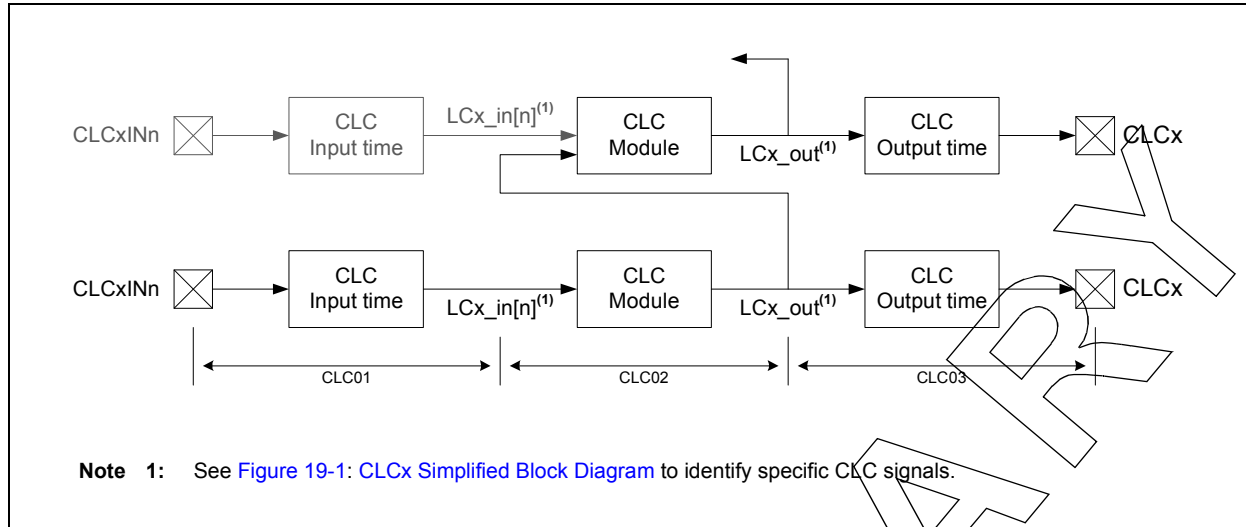 CLCxINn
CLC
Input time
LCx_in[n](1)
CLC
Module
LCx_out(1)
CLC
Output time
CLCx
CLCxINn
CLC
Input time
LCx_in[n](1)
CLC
Module
LCx_out(1)
CLC
Output time
CLCx
CLC01
CLC02
CLC03
Note 1: See Figure 19-1: CLCx Simplified Block Diagram to identify specific CLC signals.
A R Y